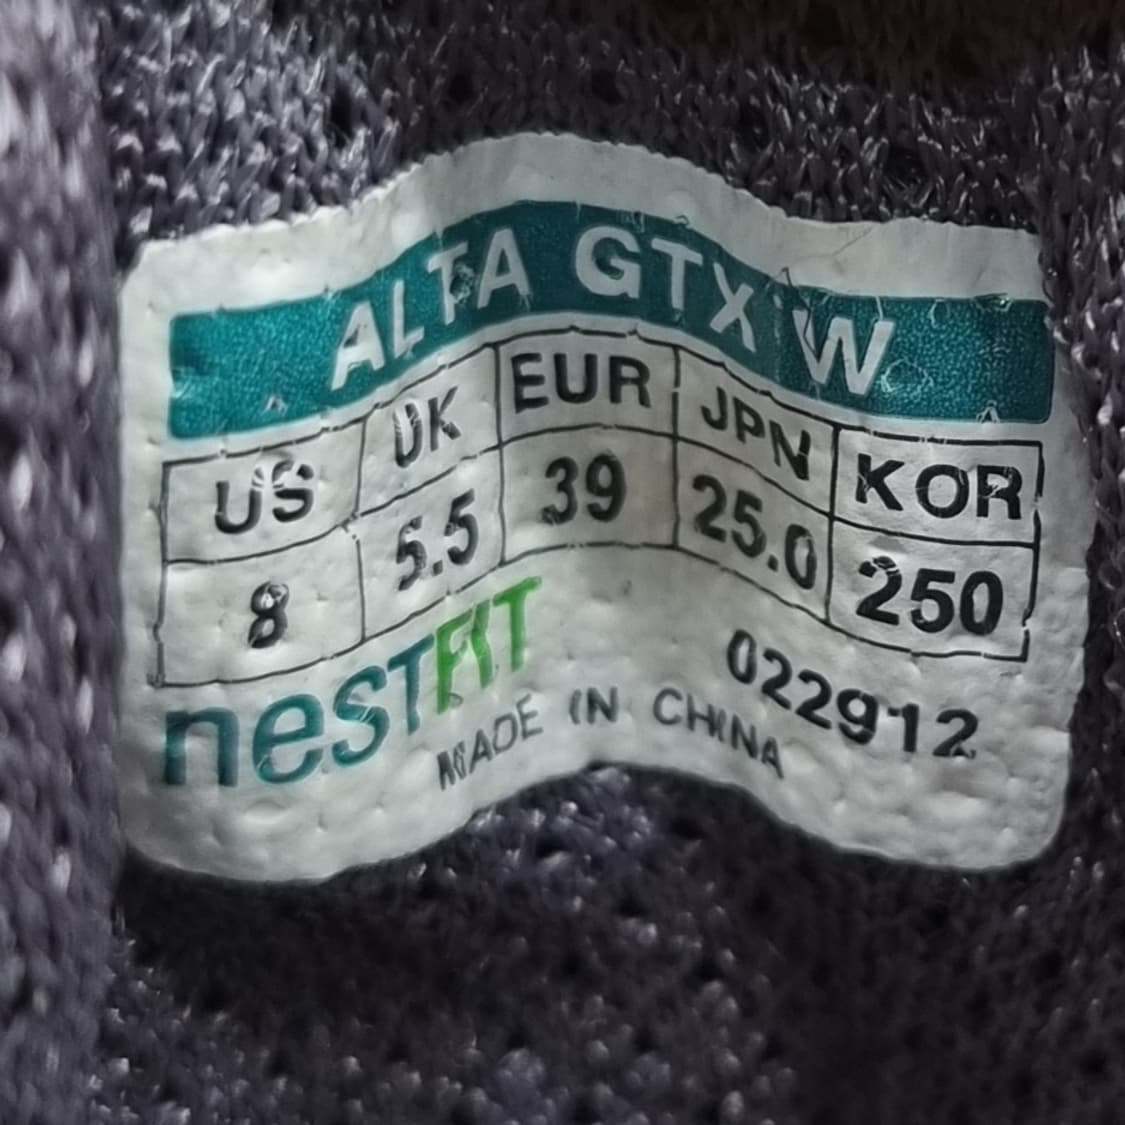 ALTA GTX W
US UK EUR JPN KOR
8 5.5 39 25.0 250
nesTFIT 022912
MADE IN CHINA